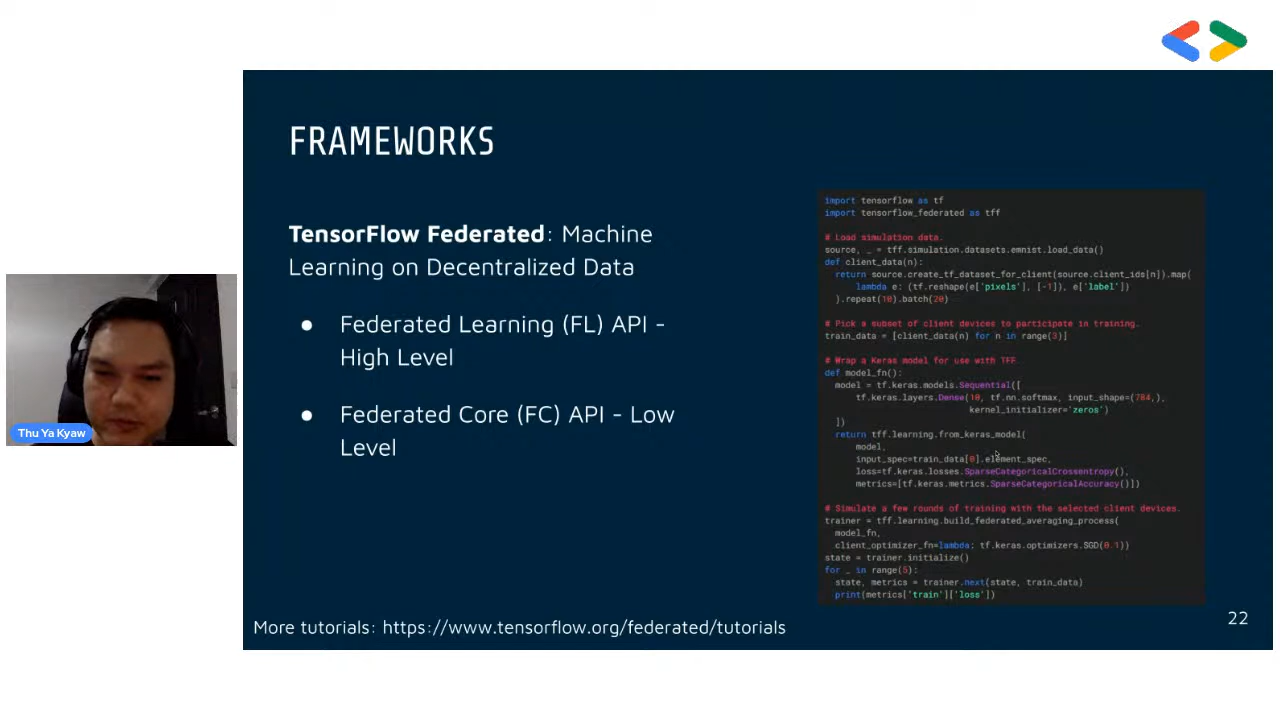 FRAMEWORKS
TensorFlow Federated: Machine
Learning on Decentralized Data
● Federated Learning (FL) API -
High Level
● Federated Core (FC) API - Low
Level
import tensorflow as tf
import tensorflow_federated as tff
# Load simulation data.
source, _ = tff.simulation.datasets.emnist.load_data()
def client_data(n):
  return source.create_tf_dataset_for_client(source.client_ids[n]).map(
      lambda e: (tf.reshape(e['pixels'], [-1]), e['label'])
  ).repeat(10).batch(20)
# Pick a subset of client devices to participate in training.
train_data = [client_data(n) for n in range(3)]
# Wrap a Keras model for use with TFF.
def model_fn():
  model = tf.keras.models.Sequential([
      tf.keras.layers.Dense(10, tf.nn.softmax, input_shape=(784,),
                            kernel_initializer='zeros')
  ])
  return tff.learning.from_keras_model(
      model,
      input_spec=train_data[0].element_spec,
      loss=tf.keras.losses.SparseCategoricalCrossentropy(),
      metrics=[tf.keras.metrics.SparseCategoricalAccuracy()])
# Simulate a few rounds of training with the selected client devices.
trainer = tff.learning.build_federated_averaging_process(
  model_fn,
  client_optimizer_fn=lambda: tf.keras.optimizers.SGD(0.1))
state = trainer.initialize()
for _ in range(5):
  state, metrics = trainer.next(state, train_data)
  print(metrics['train']['loss'])
Thu Ya Kyaw
More tutorials: https://www.tensorflow.org/federated/tutorials
22